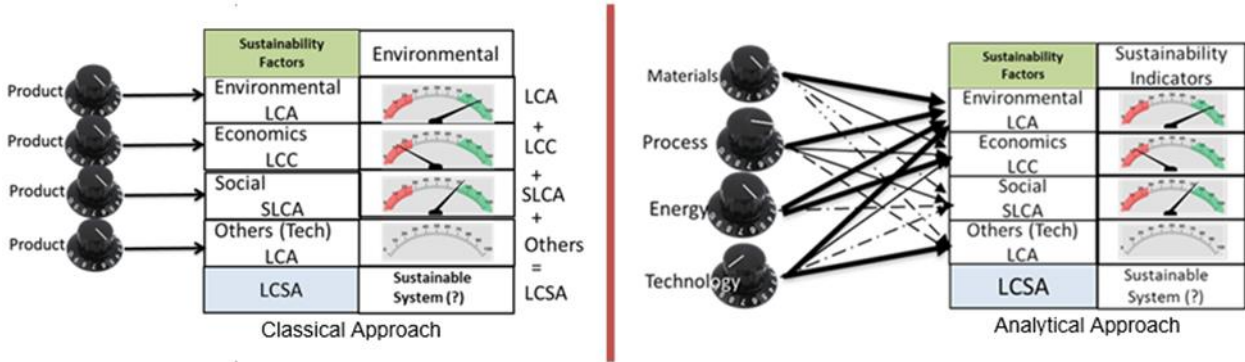 Sustainability
Factors
Environmental
Product
Environmental
LCA
LCA
+
Product
Economics
LCC
LCC
+
Product
Social
SLCA
SLCA
+
Product
Others (Tech)
LCA
Others
=
LCSA
Sustainable
System (?)
LCSA
Classical Approach
Sustainability
Factors
Sustainability
Indicators
Materials
Environmental
LCA
Process
Economics
LCC
Energy
Social
SLCA
Technology
Others (Tech)
LCA
LCSA
Sustainable
System (?)
Analytical Approach